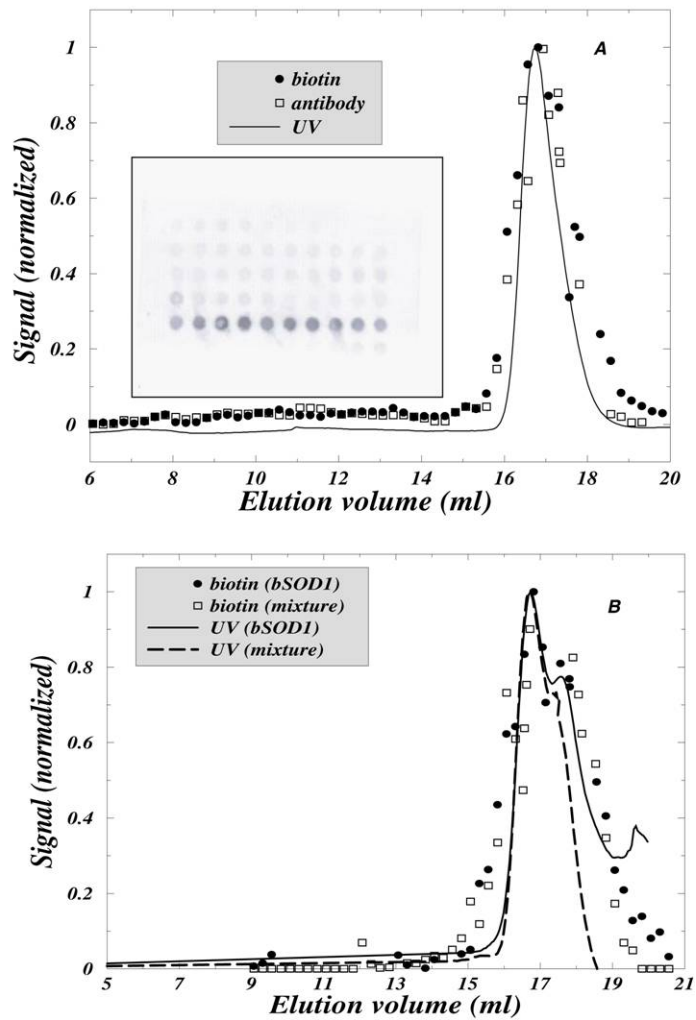 A
biotin
antibody
UV
Signal (normalized)
1
0.8
0.6
0.4
0.2
0
6 8 10 12 14 16 18 20
Elution volume (ml)
B
biotin (bSOD1)
biotin (mixture)
UV (bSOD1)
UV (mixture)
Signal (normalized)
1
0.8
0.6
0.4
0.2
0
5 7 9 11 13 15 17 19 21
Elution volume (ml)